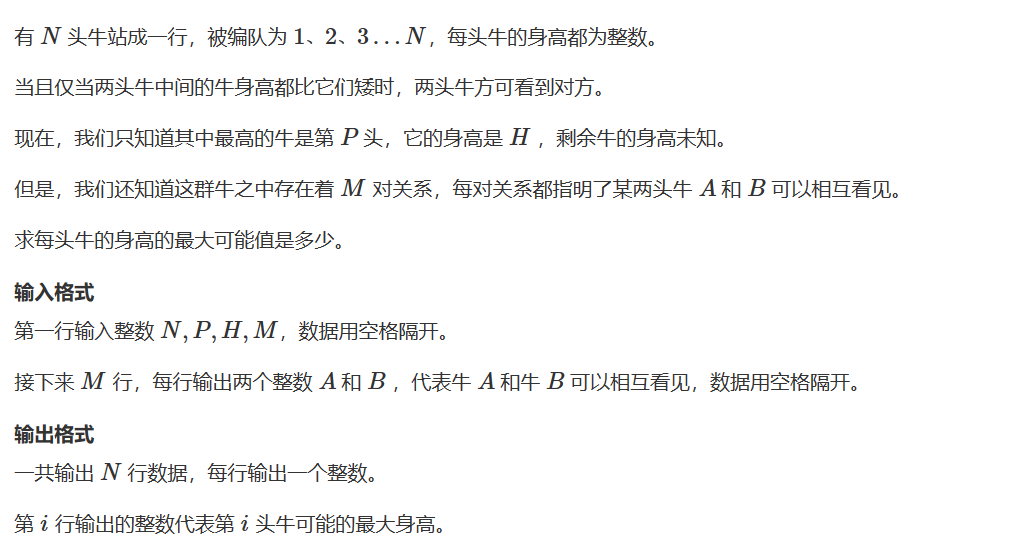 有 N 头牛站成一行，被编队为 1、2、3...N，每头牛的身高都为整数。
当且仅当两头牛中间的牛身高都比它们矮时，两头牛方可看到对方。
现在，我们只知道其中最高的牛是第 P 头，它的身高是 H ，剩余牛的身高未知。
但是，我们还知道这群牛之中存在着 M 对关系，每对关系都指明了某两头牛 A 和 B 可以相互看见。
求每头牛的身高的最大可能值是多少。
输入格式
第一行输入整数 N, P, H, M，数据用空格隔开。
接下来 M 行，每行输出两个整数 A 和 B ，代表牛 A 和牛 B 可以相互看见，数据用空格隔开。
输出格式
一共输出 N 行数据，每行输出一个整数。
第 i 行输出的整数代表第 i 头牛可能的最大身高。